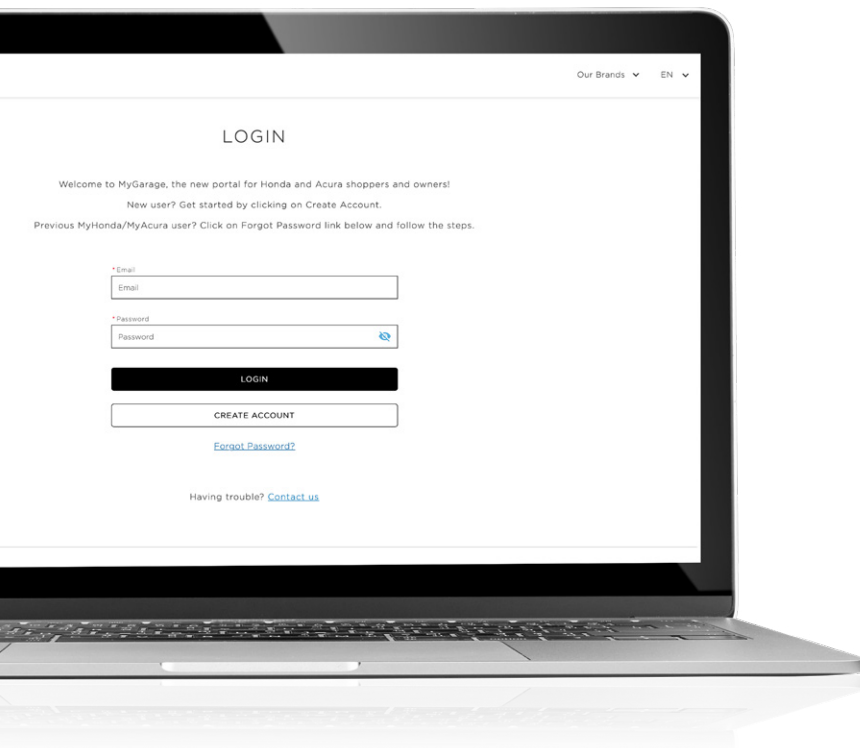 Our Brands EN
LOGIN
Welcome to MyGarage, the new portal for Honda and Acura shoppers and owners!
New user? Get started by clicking on Create Account.
Previous MyHonda/MyAcura user? Click on Forgot Password link below and follow the steps.
*Email
Email
*Password
Password
LOGIN
CREATE ACCOUNT
Forgot Password?
Having trouble? Contact us